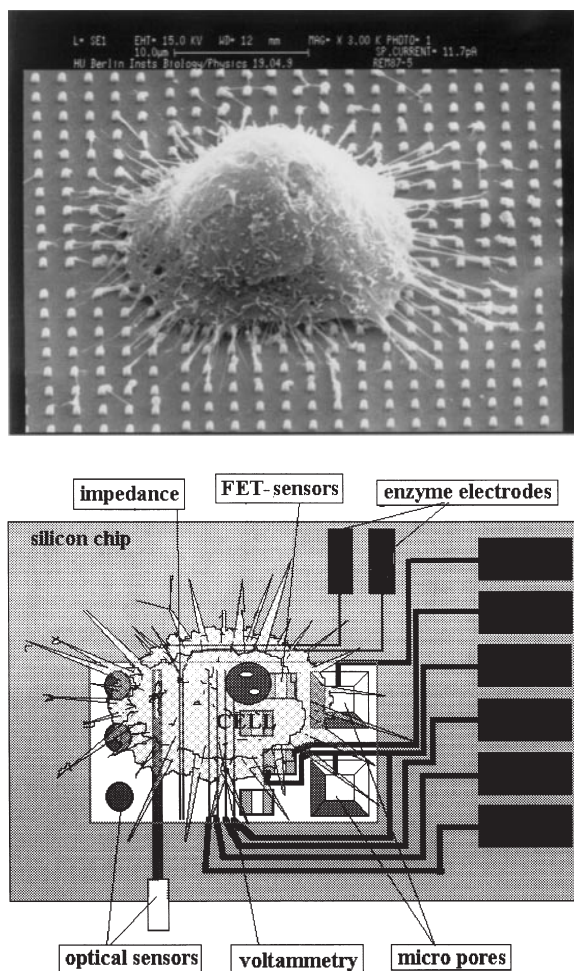 L= SE1 EHT= 15.0 KV WD= 12 mm MAG= X 3.00 K PHOTO= 1
10.0µm SP.CURRENT= 11.7pA
HU Berlin Insts Biology/Physics 19.04.9 REM87-5
impedance FET-sensors enzyme electrodes
silicon chip
CELL
optical sensors voltammetry micro pores